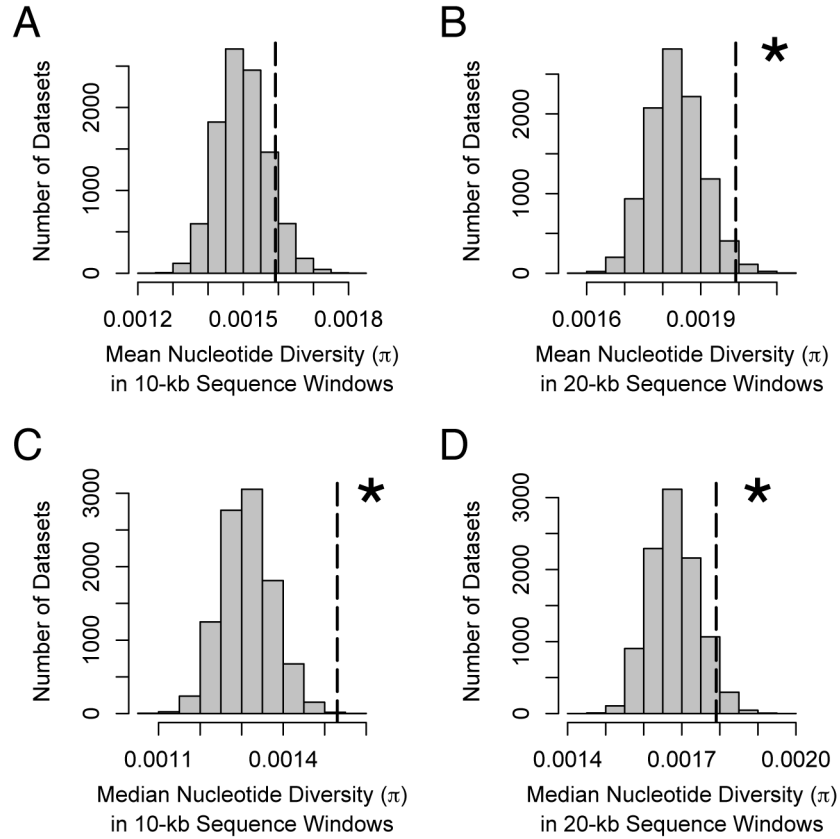 A
Number of Datasets
0 1000 2000
0.0012 0.0015 0.0018
Mean Nucleotide Diversity (π)
in 10-kb Sequence Windows
B
*
Number of Datasets
0 1000 2000
0.0016 0.0019
Mean Nucleotide Diversity (π)
in 20-kb Sequence Windows
C
*
Number of Datasets
0 1000 2000 3000
0.0011 0.0014
Median Nucleotide Diversity (π)
in 10-kb Sequence Windows
D
*
Number of Datasets
0 1000 2000 3000
0.0014 0.0017 0.0020
Median Nucleotide Diversity (π)
in 20-kb Sequence Windows